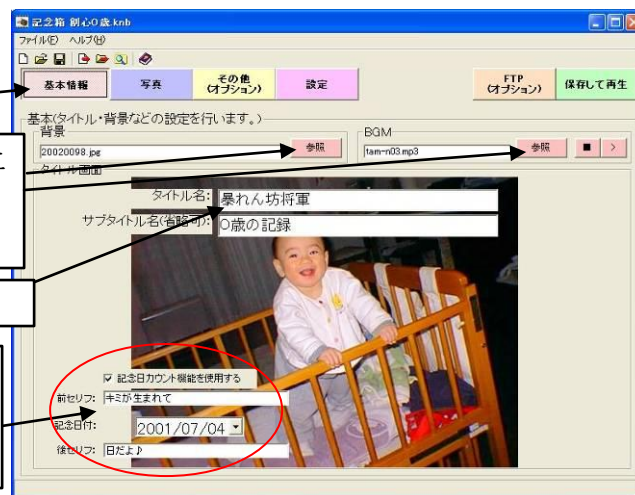 記念箱 剣心0歳.knb
ファイル(F) ヘルプ(H)
基本情報 写真 その他 (オプション) 設定 FTP (オプション) 保存して再生
基本(タイトル・背景などの設定を行います。)
背景 BGM
20020098.jpg 参照 tam-n03.mp3 参照 ■ >
タイトル画面
タイトル名: 暴れん坊将軍
サブタイトル名(省略可): 0歳の記録
記念日カウント機能を使用する
前セリフ: キミが生まれて
記念日付: 2001/07/04
後セリフ: 日だよ♪